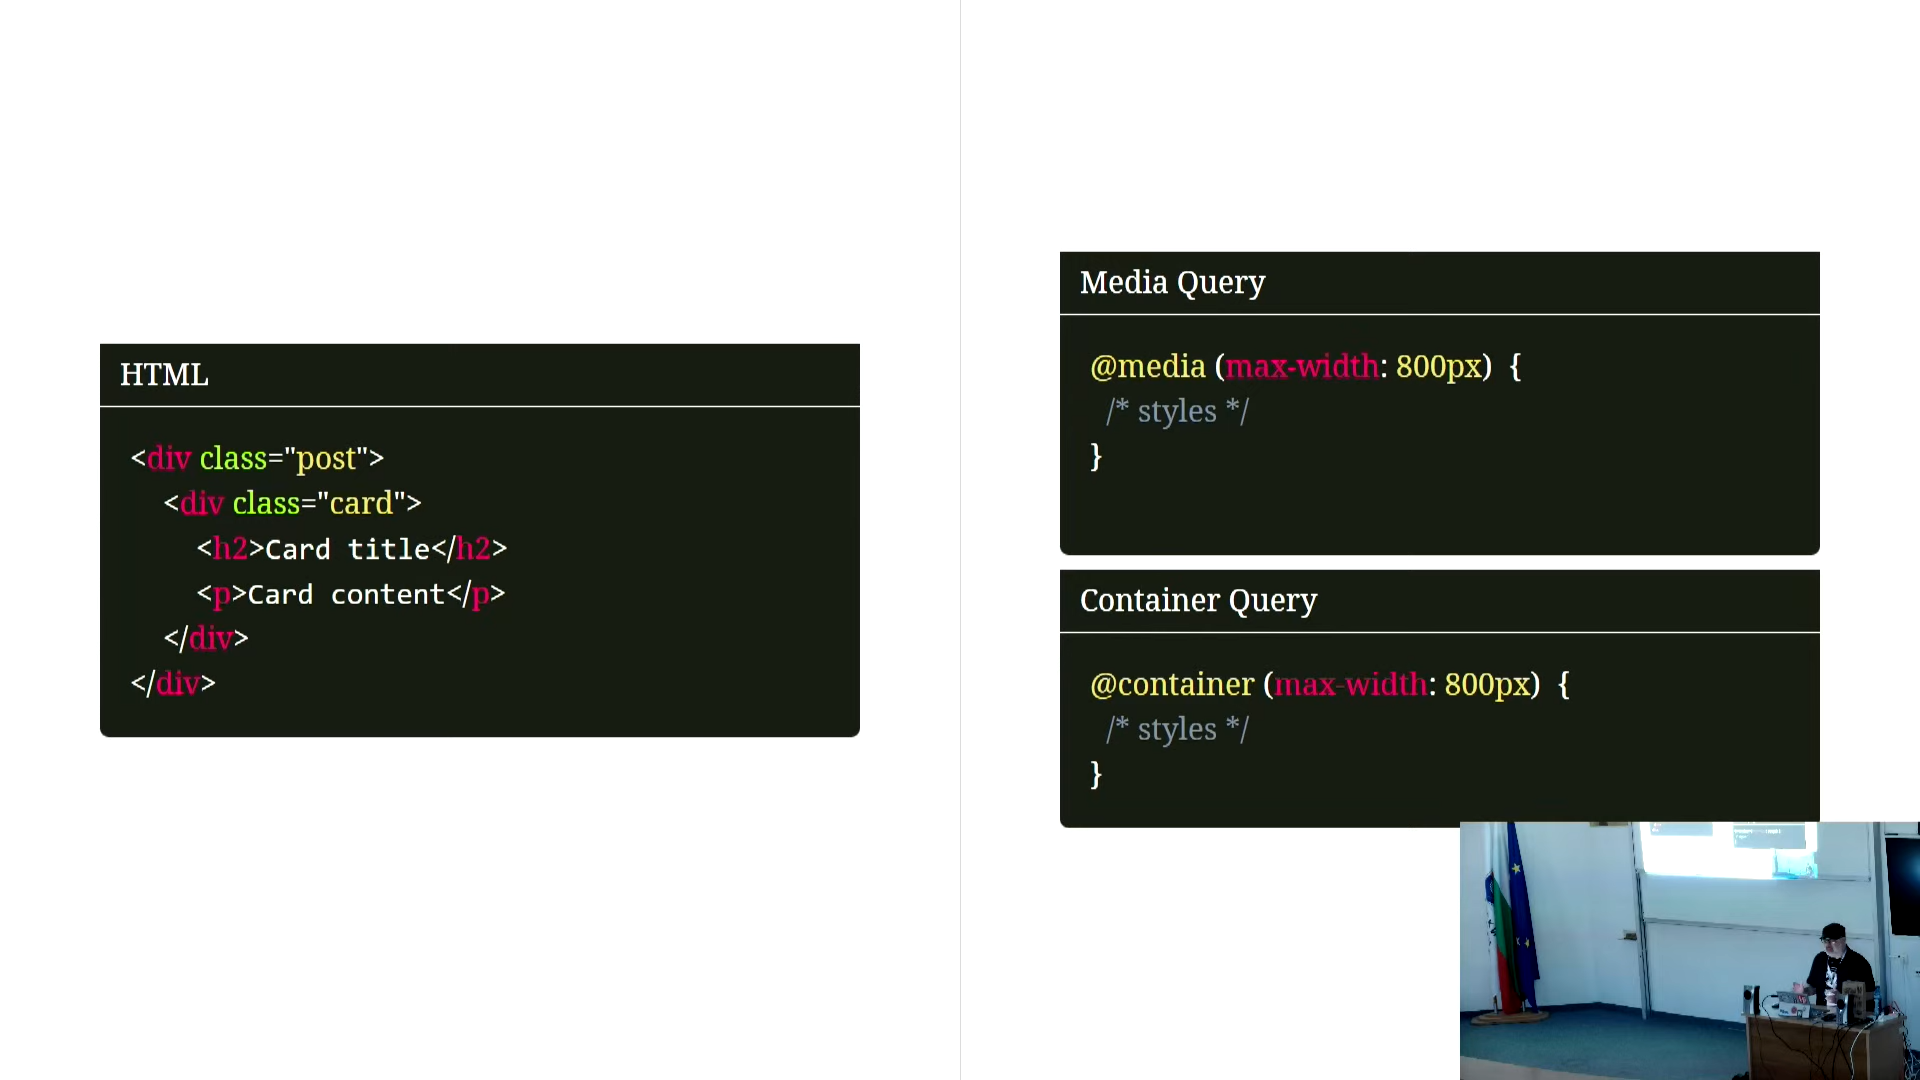 HTML
<div class="post">
<div class="card">
<h2>Card title</h2>
<p>Card content</p>
</div>
</div>
Media Query
@media (max-width: 800px) {
/* styles */
}
Container Query
@container (max-width: 800px) {
/* styles */
}